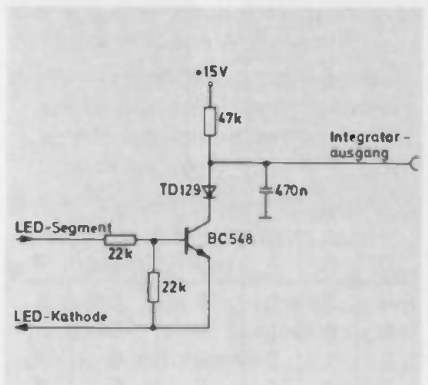 +15V
47k
Integrator-
ausgang
TD129
470n
LED-Segment
BC548
22k
22k
LED-Kathode